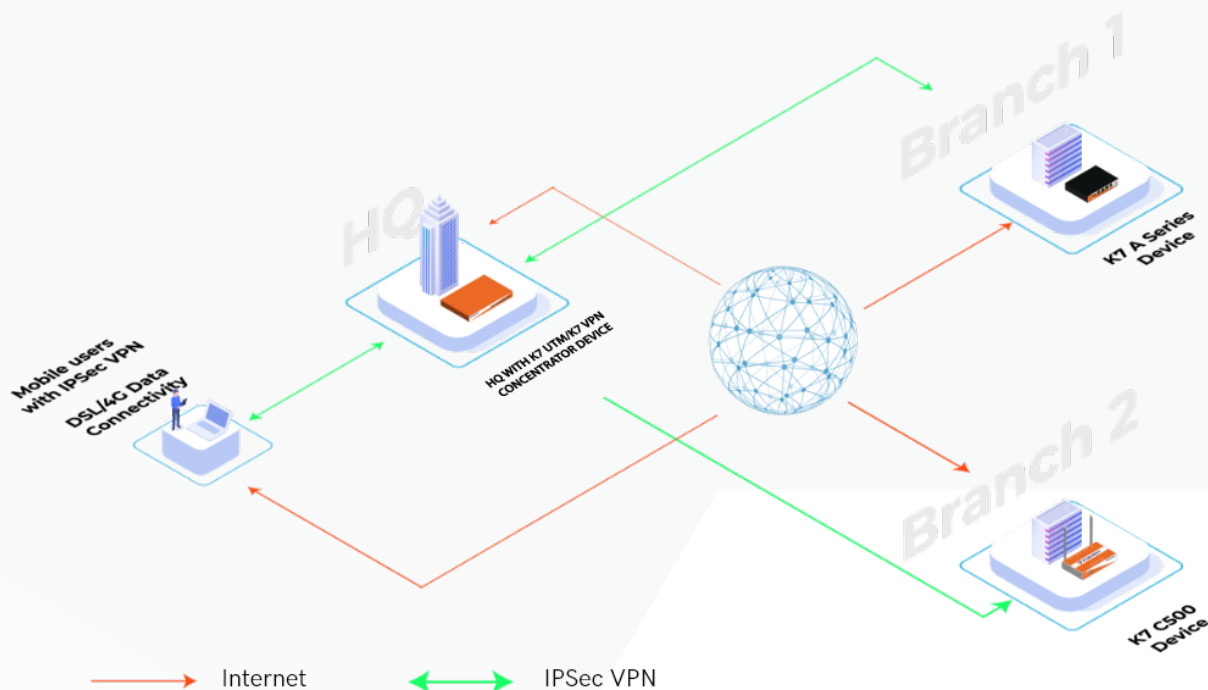 Branch 1
K7 A Series
Device
HQ
HQ WITH K7 UTM/K7 VPN
CONCENTRATOR DEVICE
Mobile users
with IPSec VPN
DSL/4G Data
Connectivity
Branch 2
K7 C500
Device
Internet
IPSec VPN